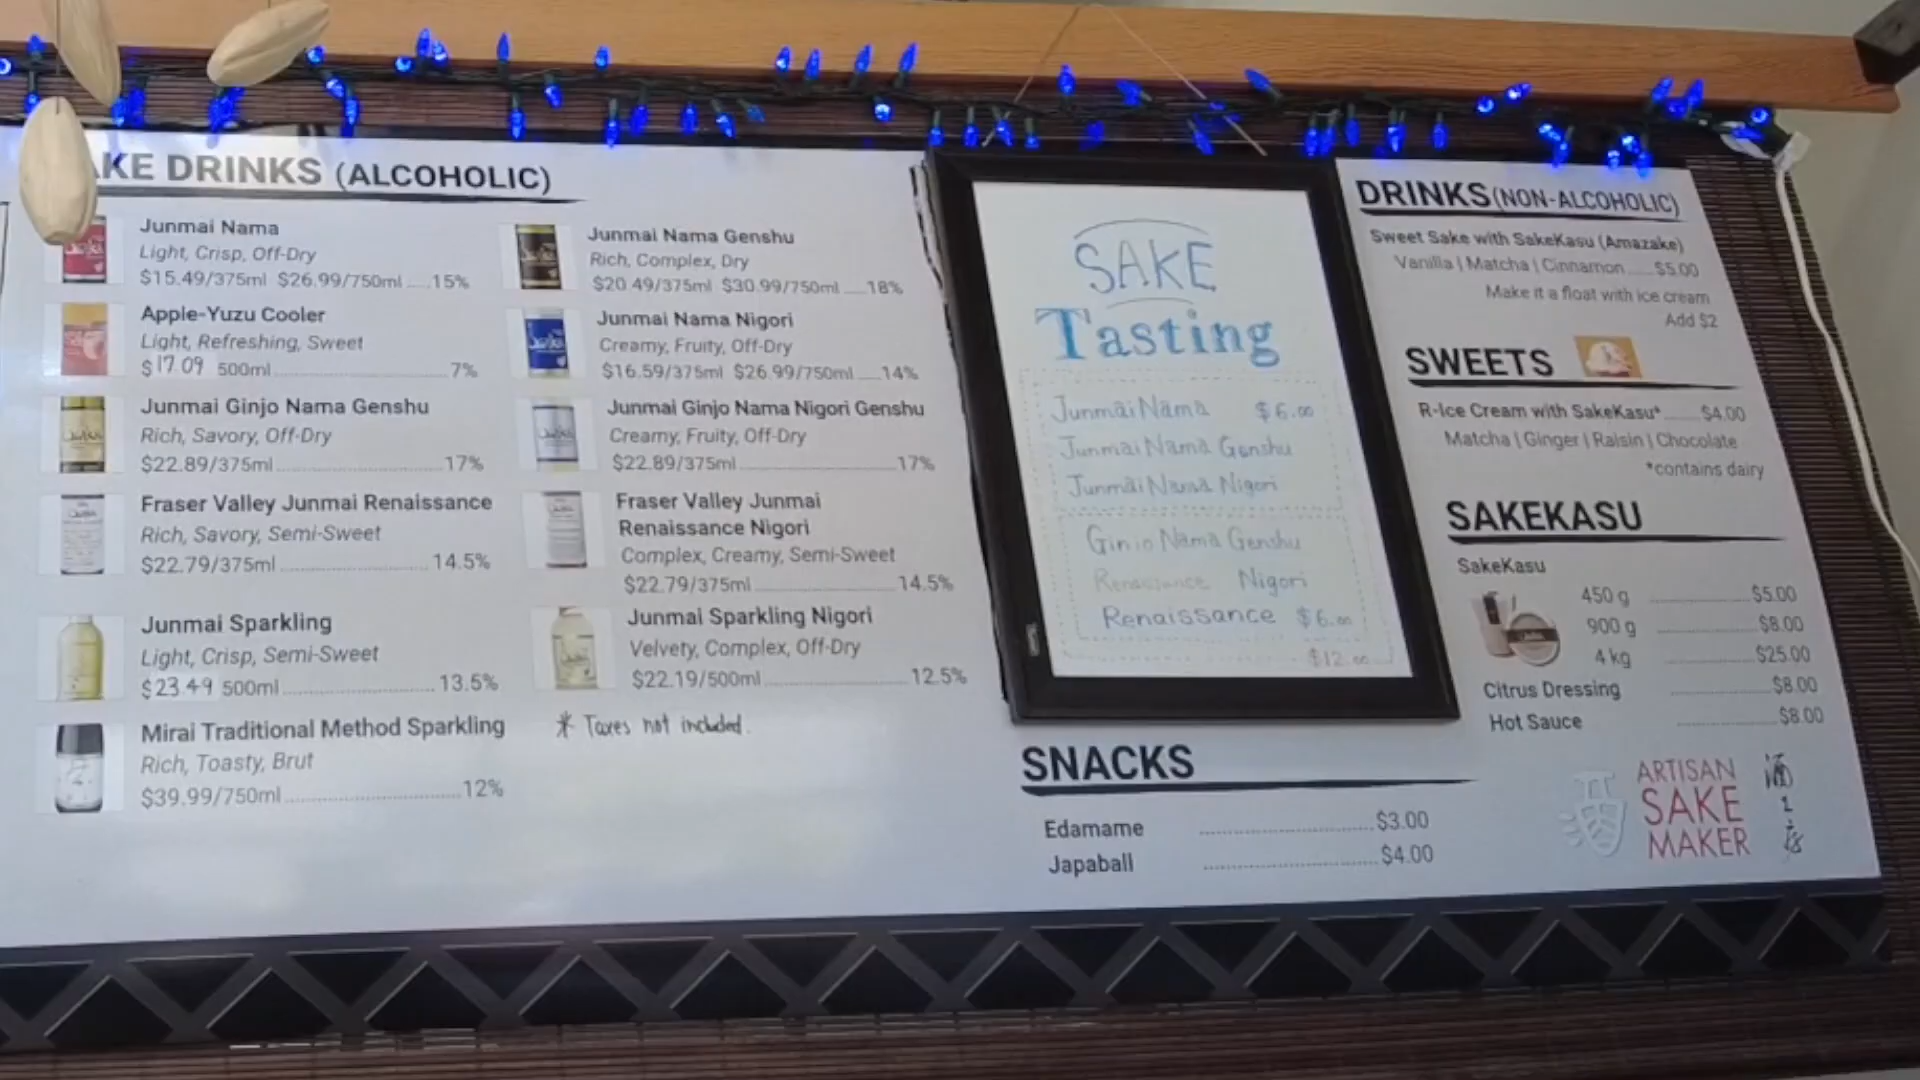 KE DRINKS (ALCOHOLIC)
Junmai Nama
Light, Crisp, Off-Dry
$15.49/375ml $26.99/750ml ....15%
Apple-Yuzu Cooler
Light, Refreshing, Sweet
$17.09 500ml ........ 7%
Junmai Ginjo Nama Genshu
Rich, Savory, Off-Dry
$22.89/375ml ........ 17%
Fraser Valley Junmai Renaissance
Rich, Savory, Semi-Sweet
$22.79/375ml ........ 14.5%
Junmai Sparkling
Light, Crisp, Semi-Sweet
$23.49 500ml ........ 13.5%
Mirai Traditional Method Sparkling
Rich, Toasty, Brut
$39.99/750ml ........ 12%
Junmai Nama Genshu
Rich, Complex, Dry
$20.49/375ml $30.99/750ml ....18%
Junmai Nama Nigori
Creamy, Fruity, Off-Dry
$16.59/375ml $26.99/750ml ....14%
Junmai Ginjo Nama Nigori Genshu
Creamy, Fruity, Off-Dry
$22.89/375ml ........ 17%
Fraser Valley Junmai
Renaissance Nigori
Complex, Creamy, Semi-Sweet
$22.79/375ml ........ 14.5%
Junmai Sparkling Nigori
Velvety, Complex, Off-Dry
$22.19/500ml ........ 12.5%
* Taxes not included.
SAKE
Tasting
Junmai Nama $6.00
Junmai Nama Genshu
Junmai Nama Nigori
Ginjo Nama Genshu
Renaissance Nigori
Renaissance $6.00
$12.00
SNACKS
Edamame ........ $3.00
Japaball ........ $4.00
DRINKS (NON-ALCOHOLIC)
Sweet Sake with SakeKasu (Amazake)
Vanilla | Matcha | Cinnamon ..... $5.00
Make it a float with ice cream
Add $2
SWEETS
R-Ice Cream with SakeKasu* ........ $4.00
Matcha | Ginger | Raisin | Chocolate
*contains dairy
SAKEKASU
SakeKasu
450 g ........ $5.00
900 g ........ $8.00
4 kg ........ $25.00
Citrus Dressing ........ $8.00
Hot Sauce ........ $8.00
ARTISAN
SAKE
MAKER